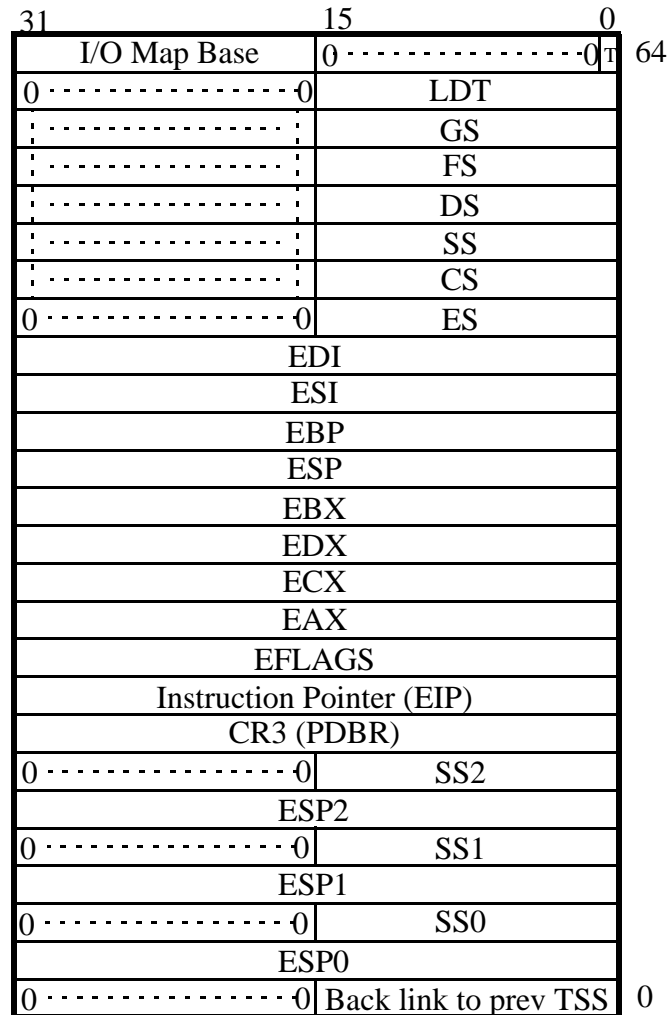 31 15 0
I/O Map Base 0 0 T 64
0 0 LDT
GS
FS
DS
SS
CS
0 0 ES
EDI
ESI
EBP
ESP
EBX
EDX
ECX
EAX
EFLAGS
Instruction Pointer (EIP)
CR3 (PDBR)
0 0 SS2
ESP2
0 0 SS1
ESP1
0 0 SS0
ESP0
0 0 Back link to prev TSS 0